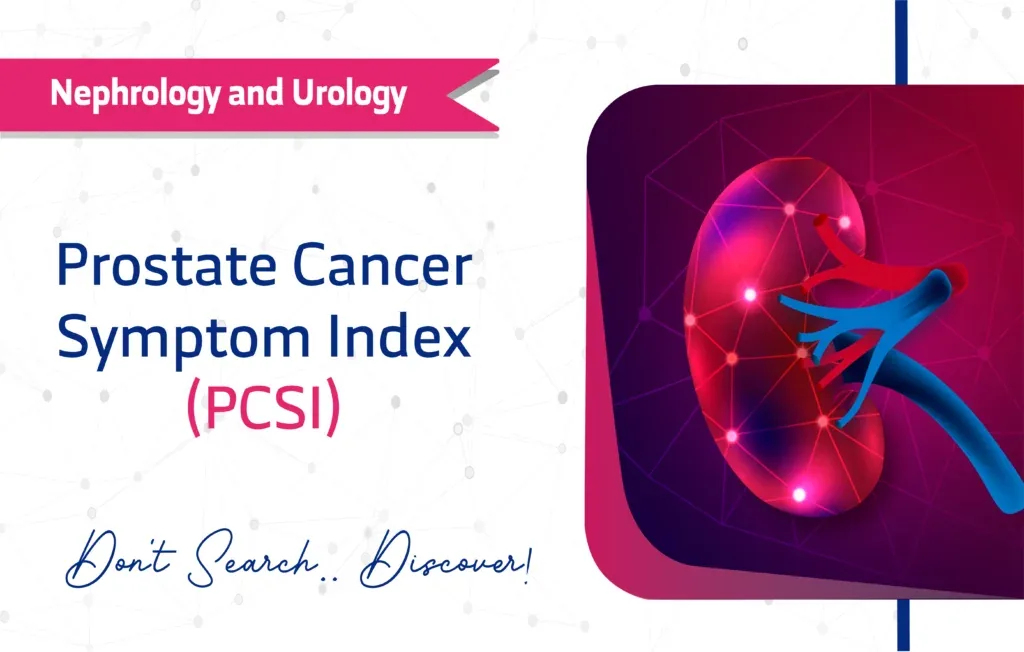 Nephrology and Urology
Prostate Cancer
Symptom Index
(PCSI)
Don't Search.. Discover!